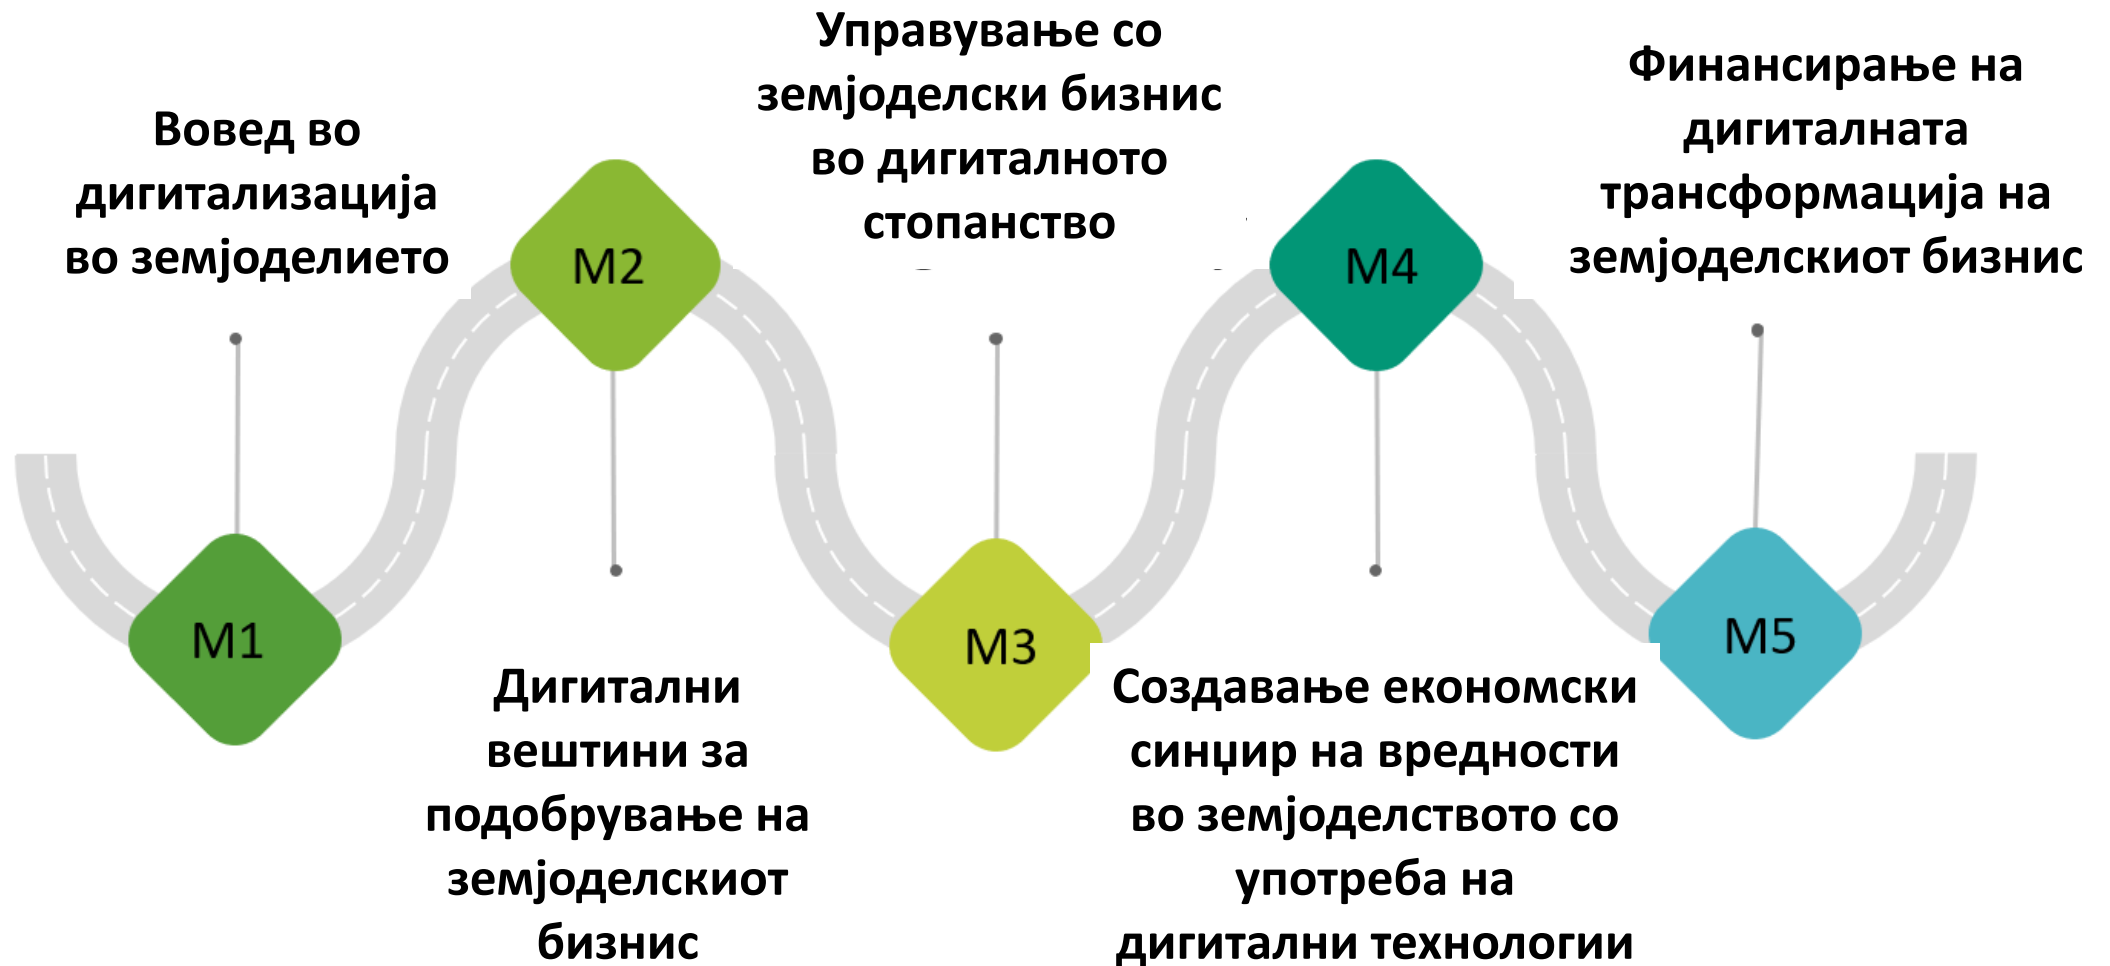 Вовед во
дигитализација
во земјоделието
M1
M2
Дигитални
вештини за
подобрување на
земјоделскиот
бизнис
Управување со
земјоделски бизнис
во дигиталното
стопанство
M3
M4
Создавање економски
синџир на вредности
во земјоделството со
употреба на
дигитални технологии
Финансирање на
дигиталната
трансформација на
земјоделскиот бизнис
M5